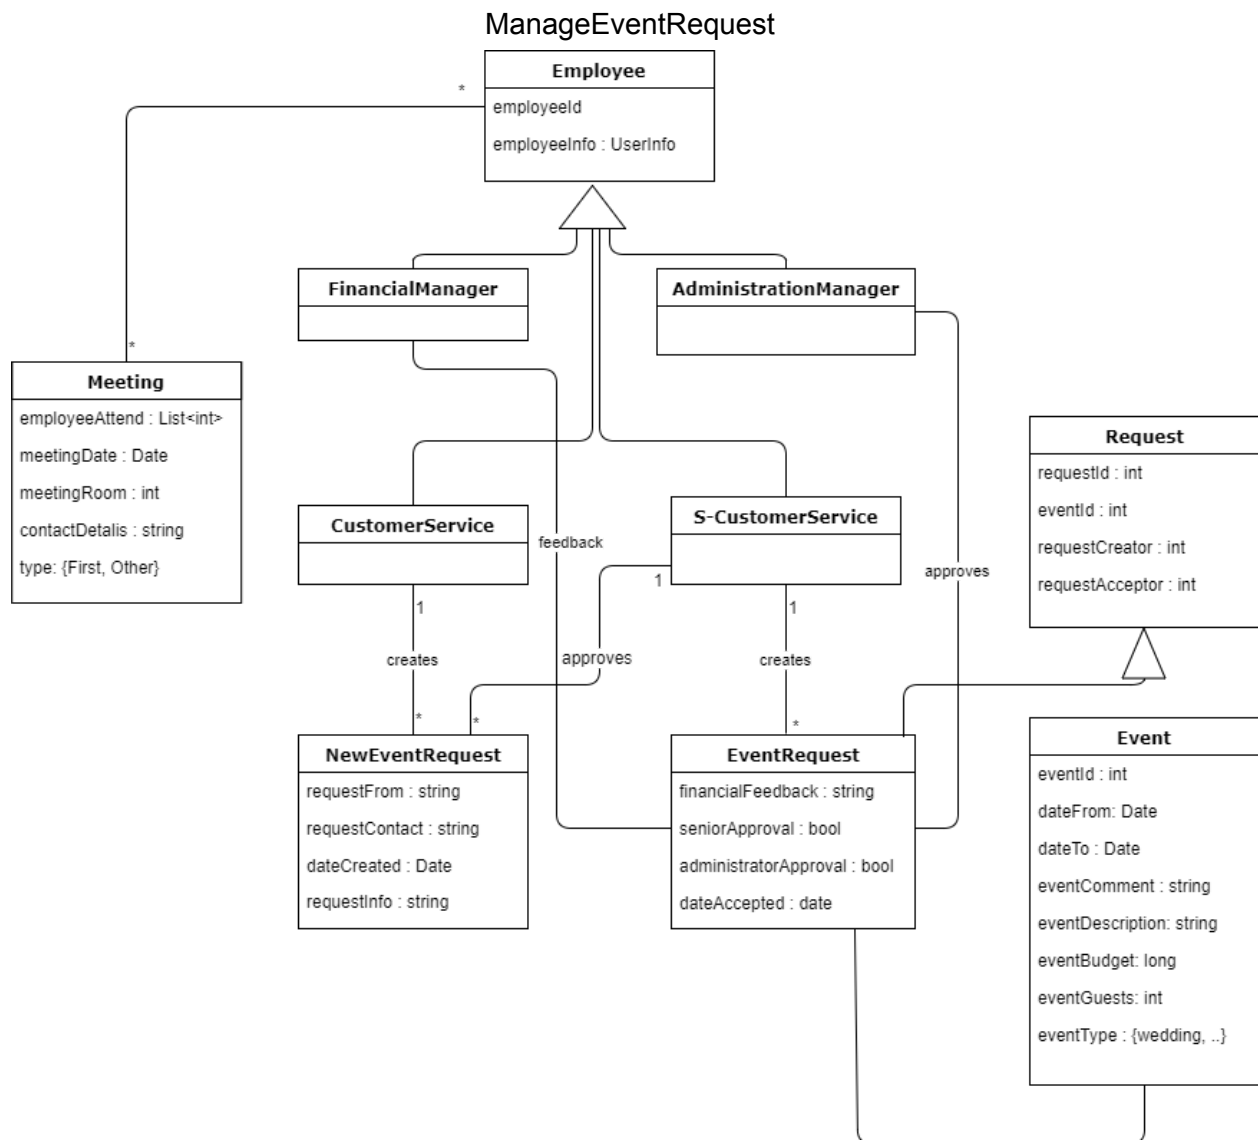 ManageEventRequest
Employee
employeeId
employeeInfo : UserInfo
*
*
FinancialManager
AdministrationManager
Meeting
employeeAttend : List<int>
meetingDate : Date
meetingRoom : int
contactDetalis : string
type: {First, Other}
Request
requestId : int
eventId : int
requestCreator : int
requestAcceptor : int
CustomerService
S-CustomerService
feedback
approves
1
1
1
creates
approves
creates
*
*
*
NewEventRequest
requestFrom : string
requestContact : string
dateCreated : Date
requestInfo : string
EventRequest
financialFeedback : string
seniorApproval : bool
administratorApproval : bool
dateAccepted : date
Event
eventId : int
dateFrom: Date
dateTo : Date
eventComment : string
eventDescription: string
eventBudget: long
eventGuests: int
eventType : {wedding, ..}